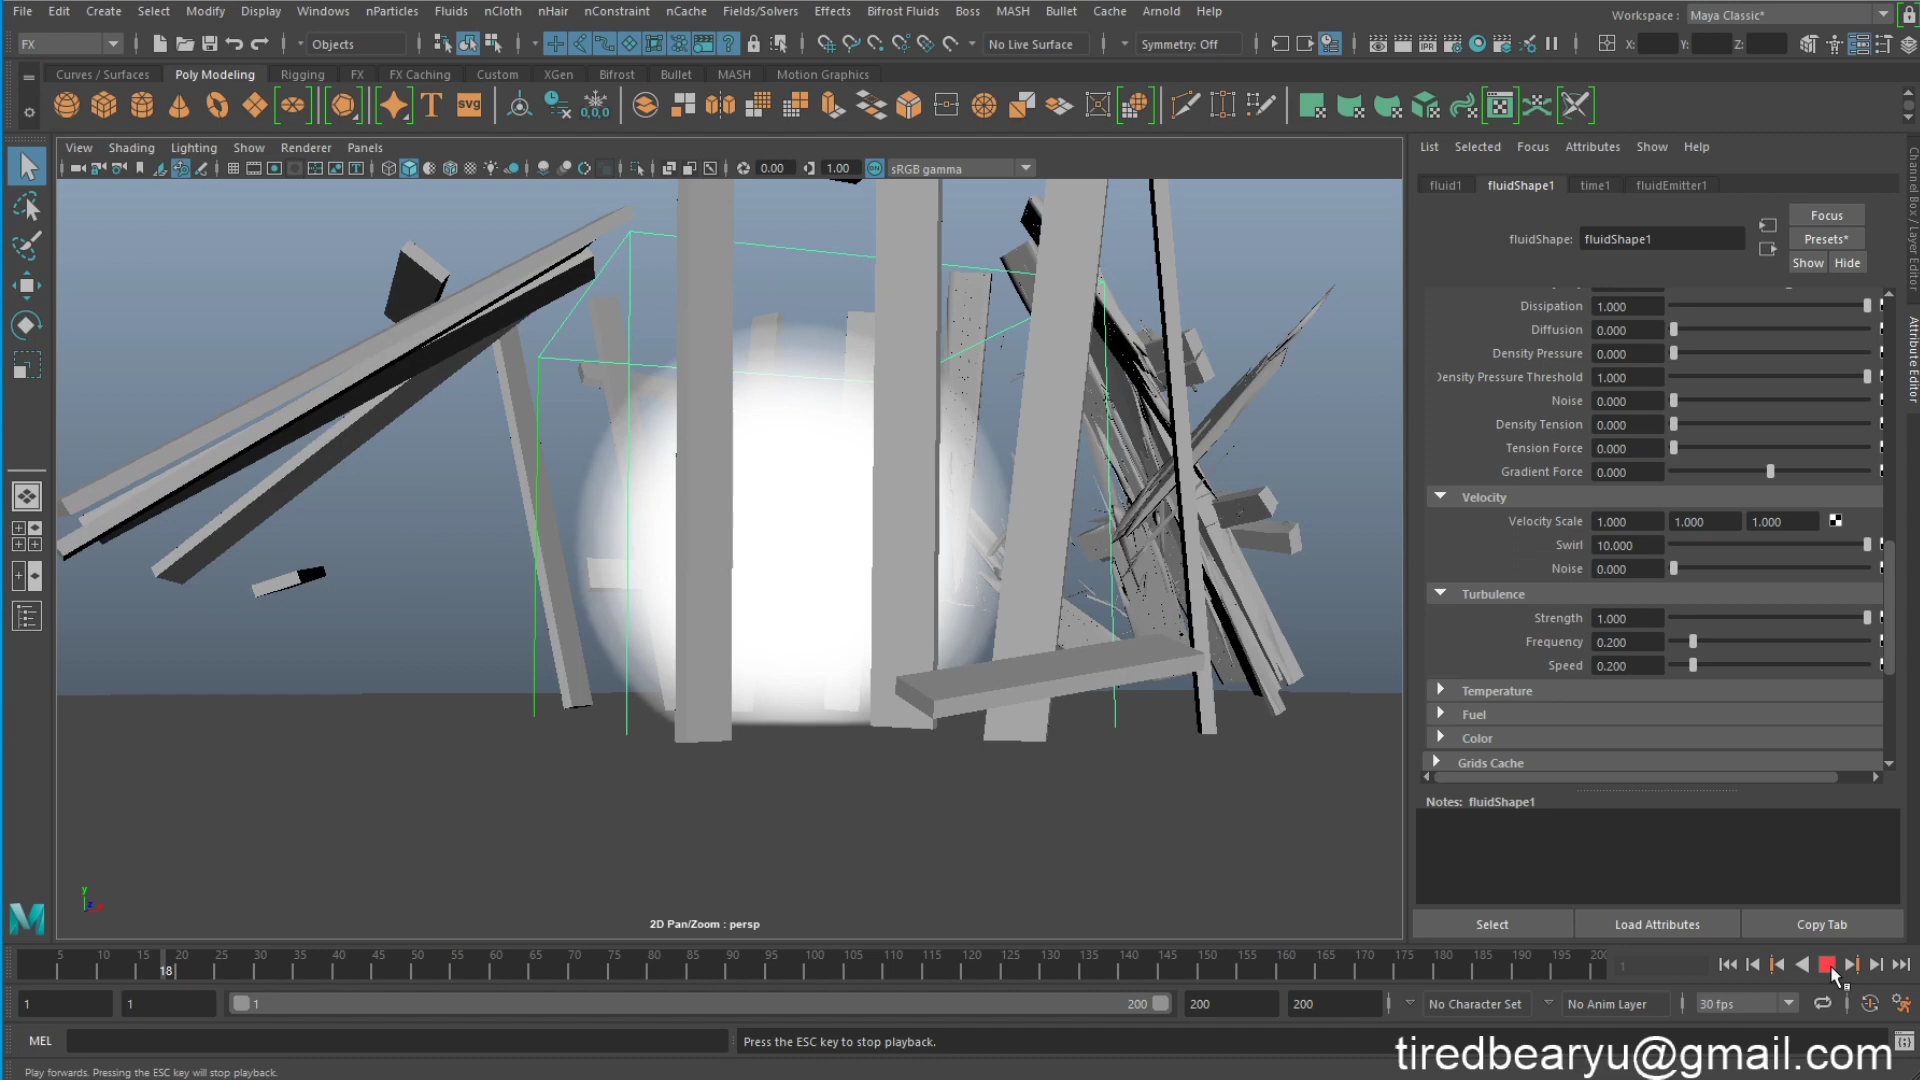 File Edit Create Select Modify Display Windows nParticles Fluids nCloth nHair nConstraint nCache Fields/Solvers Effects Bifrost Fluids Boss MASH Bullet Cache Arnold Help
Workspace : Maya Classic*
FX Objects No Live Surface Symmetry: Off X: Y: Z:
Curves / Surfaces Poly Modeling Rigging FX FX Caching Custom XGen Bifrost Bullet MASH Motion Graphics
T SVG 0,0,0
View Shading Lighting Show Renderer Panels
0.00 1.00 sRGB gamma
List Selected Focus Attributes Show Help
fluid1 fluidShape1 time1 fluidEmitter1
Focus
fluidShape: fluidShape1 Presets*
Show Hide
Dissipation 1.000
Diffusion 0.000
Density Pressure 0.000
Density Pressure Threshold 1.000
Noise 0.000
Density Tension 0.000
Tension Force 0.000
Gradient Force 0.000
Velocity
Velocity Scale 1.000 1.000 1.000
Swirl 10.000
Noise 0.000
Turbulence
Strength 1.000
Frequency 0.200
Speed 0.200
Temperature
Fuel
Color
Grids Cache
Notes: fluidShape1
Select Load Attributes Copy Tab
Channel Box / Layer Editor
Attribute Editor
y
z
2D Pan/Zoom : persp
5 10 15 20 25 30 35 40 45 50 55 60 65 70 75 80 85 90 95 100 105 110 115 120 125 130 135 140 145 150 155 160 165 170 175 180 185 190 195 200
18
1
1 1 1 200 200 200 No Character Set No Anim Layer 30 fps
MEL Press the ESC key to stop playback.
Play forwards. Pressing the ESC key will stop playback.
tiredbearyu@gmail.com